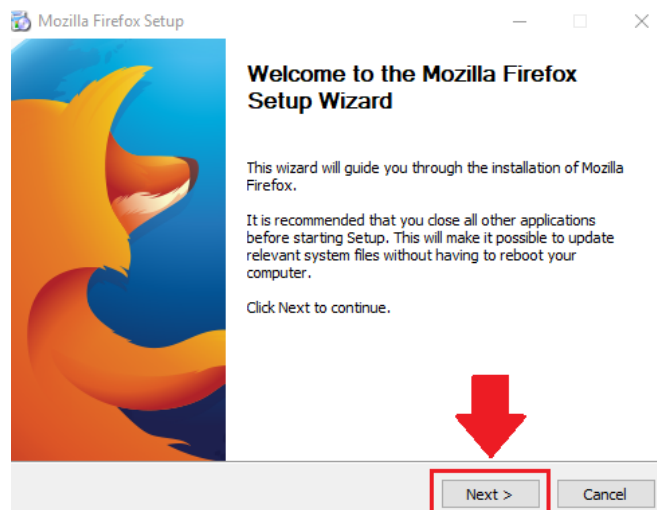 Mozilla Firefox Setup
Welcome to the Mozilla Firefox
Setup Wizard
This wizard will guide you through the installation of Mozilla
Firefox.
It is recommended that you close all other applications
before starting Setup. This will make it possible to update
relevant system files without having to reboot your
computer.
Click Next to continue.
Next >
Cancel